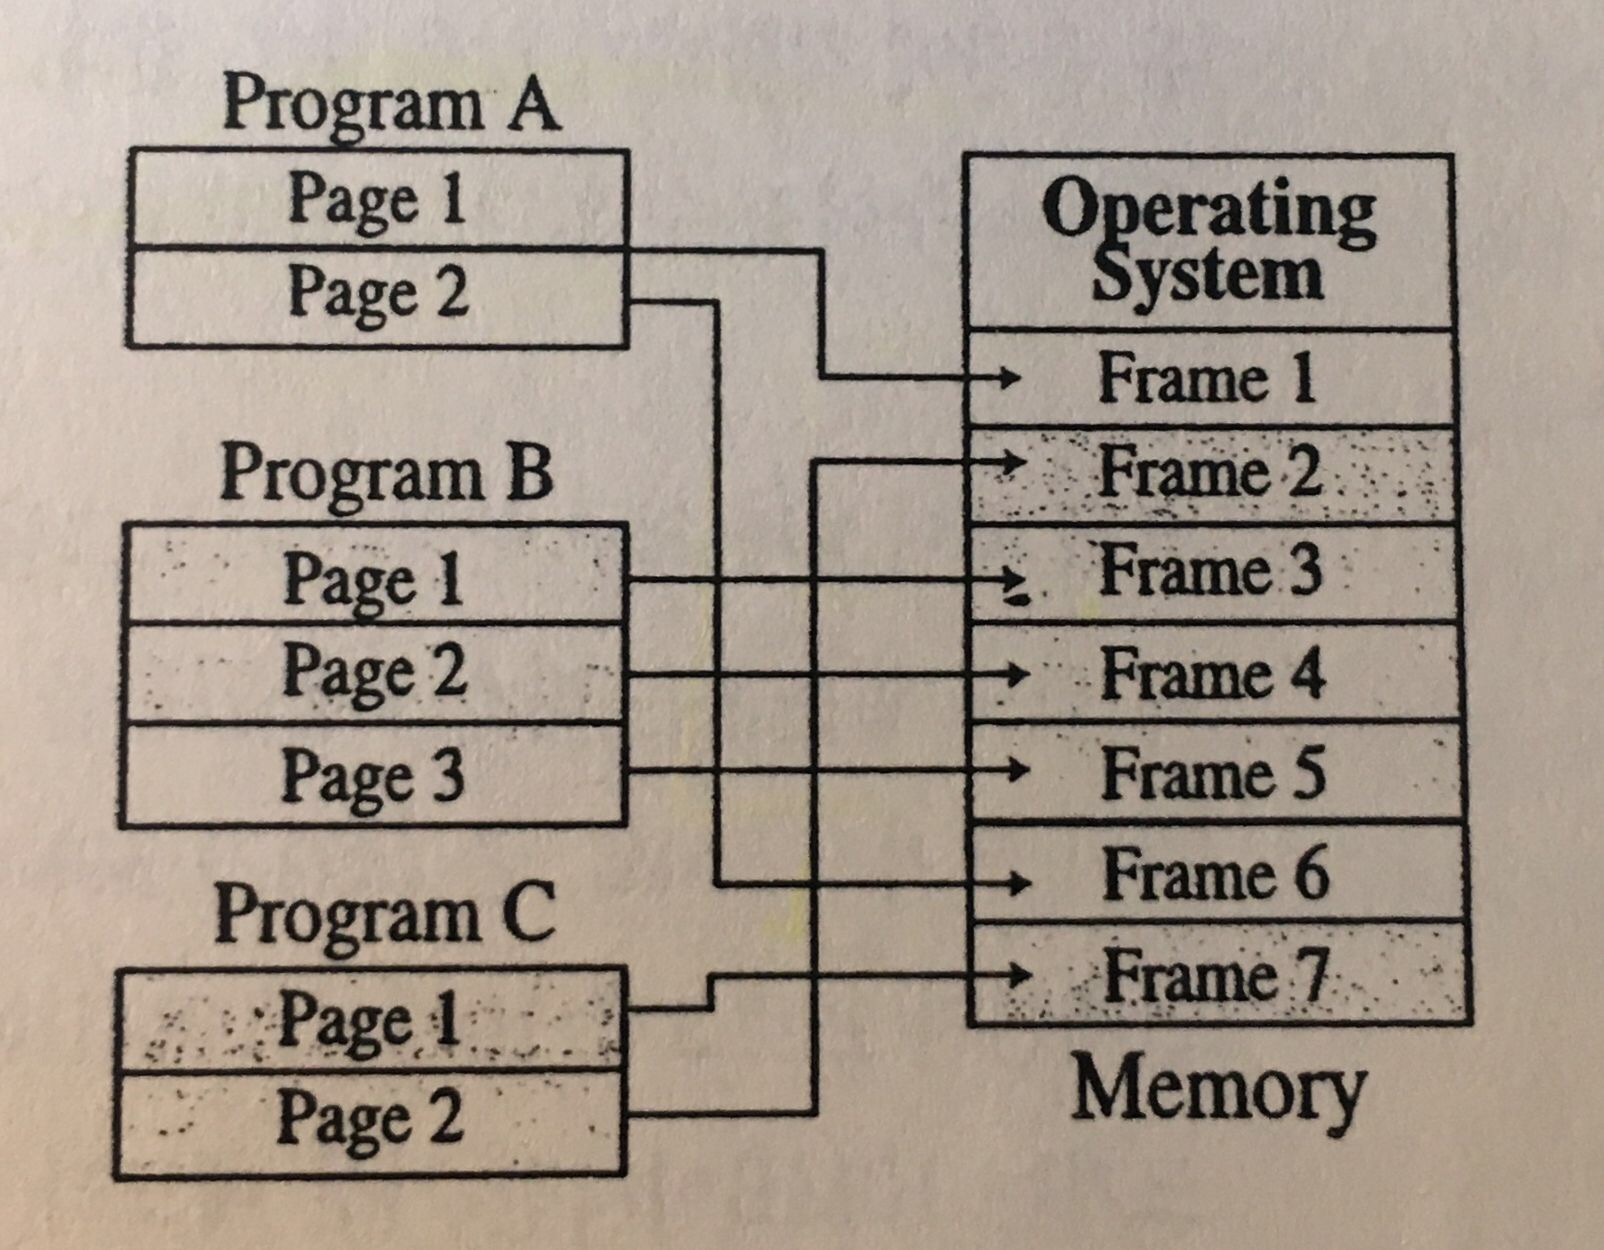 Program A
Page 1
Page 2
Program B
Page 1
Page 2
Page 3
Program C
Page 1
Page 2
Operating
System
Frame 1
Frame 2
Frame 3
Frame 4
Frame 5
Frame 6
Frame 7
Memory